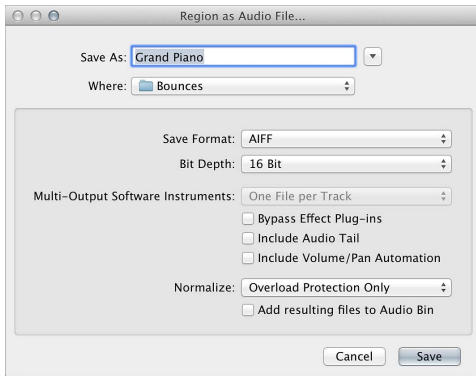 Region as Audio File...
Save As: Grand Piano
Where: Bounces
Save Format: AIFF
Bit Depth: 16 Bit
Multi-Output Software Instruments: One File per Track
Bypass Effect Plug-ins
Include Audio Tail
Include Volume/Pan Automation
Normalize: Overload Protection Only
Add resulting files to Audio Bin
Cancel Save